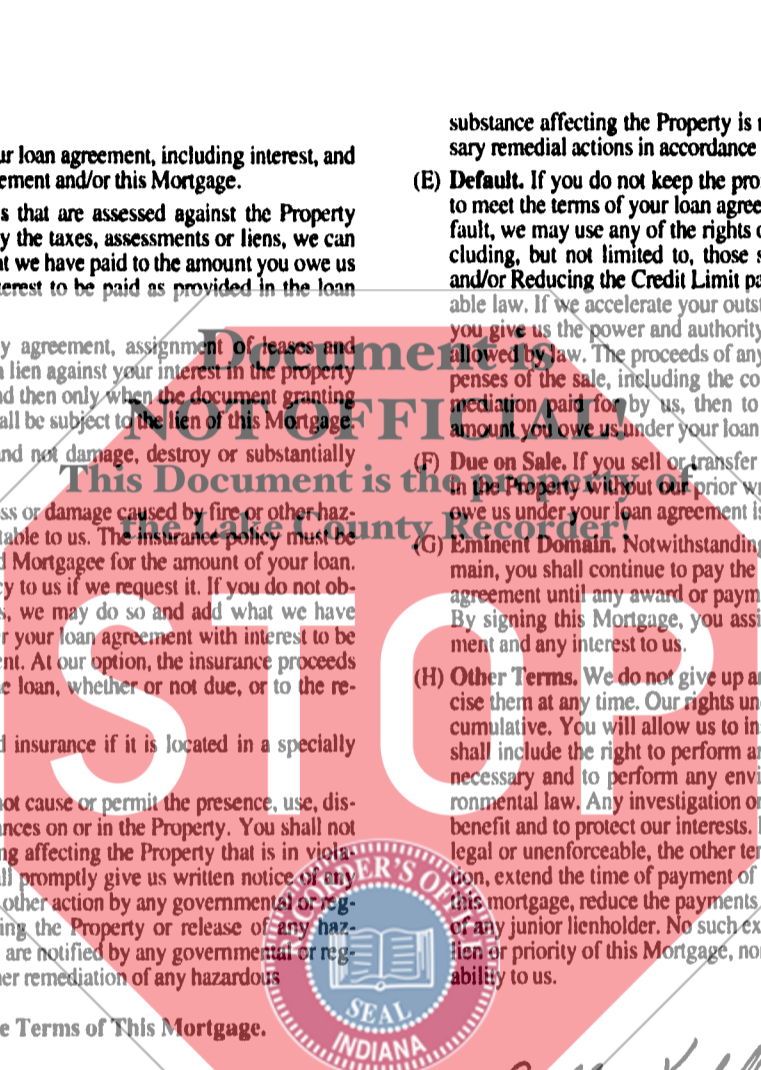 ur loan agreement, including interest, and
ement and/or this Mortgage.
s that are assessed against the Property
y the taxes, assessments or liens, we can
t we have paid to the amount you owe us
erest to be paid as provided in the loan
y agreement, assignment of leases and
lien against your interest in the property
d then only when the document granting
all be subject to the lien of this Mortgage.
and not damage, destroy or substantially
ss or damage caused by fire or other haz-
table to us. The insurance policy must be
d Mortgagee for the amount of your loan.
cy to us if we request it. If you do not ob-
s, we may do so and add what we have
r your loan agreement with interest to be
ent. At our option, the insurance proceeds
e loan, whether or not due, or to the re-
d insurance if it is located in a specially
not cause or permit the presence, use, dis-
ances on or in the Property. You shall not
ng affecting the Property that is in viola-
ll promptly give us written notice of any
other action by any governmental or reg-
ing the Property or release of any haz-
are notified by any governmental or reg-
er remediation of any hazardous
e Terms of This Mortgage.
substance affecting the Property is
sary remedial actions in accordance
(E) Default. If you do not keep the pro
to meet the terms of your loan agree
fault, we may use any of the rights o
cluding, but not limited to, those s
and/or Reducing the Credit Limit pa
able law. If we accelerate your outst
you give us the power and authority
allowed by law. The proceeds of any
penses of the sale, including the co
mediation paid for by us, then to
amount you owe us under your loan
(F) Due on Sale. If you sell or transfer
in the Property without our prior wr
owe us under your loan agreement is
(G) Eminent Domain. Notwithstanding
main, you shall continue to pay the
agreement until any award or paym
By signing this Mortgage, you assi
ment and any interest to us.
(H) Other Terms. We do not give up a
cise them at any time. Our rights un
cumulative. You will allow us to in
shall include the right to perform a
necessary and to perform any envi
ronmental law. Any investigation o
benefit and to protect our interests.
legal or unenforceable, the other te
tion, extend the time of payment of
this mortgage, reduce the payments
of any junior lienholder. No such ex
lien or priority of this Mortgage, no
ability to us.
Document is
NOT OFFICIAL!
This Document is the property of
the Lake County Recorder!
STOP
RECORDER'S OFFICE
SEAL
INDIANA